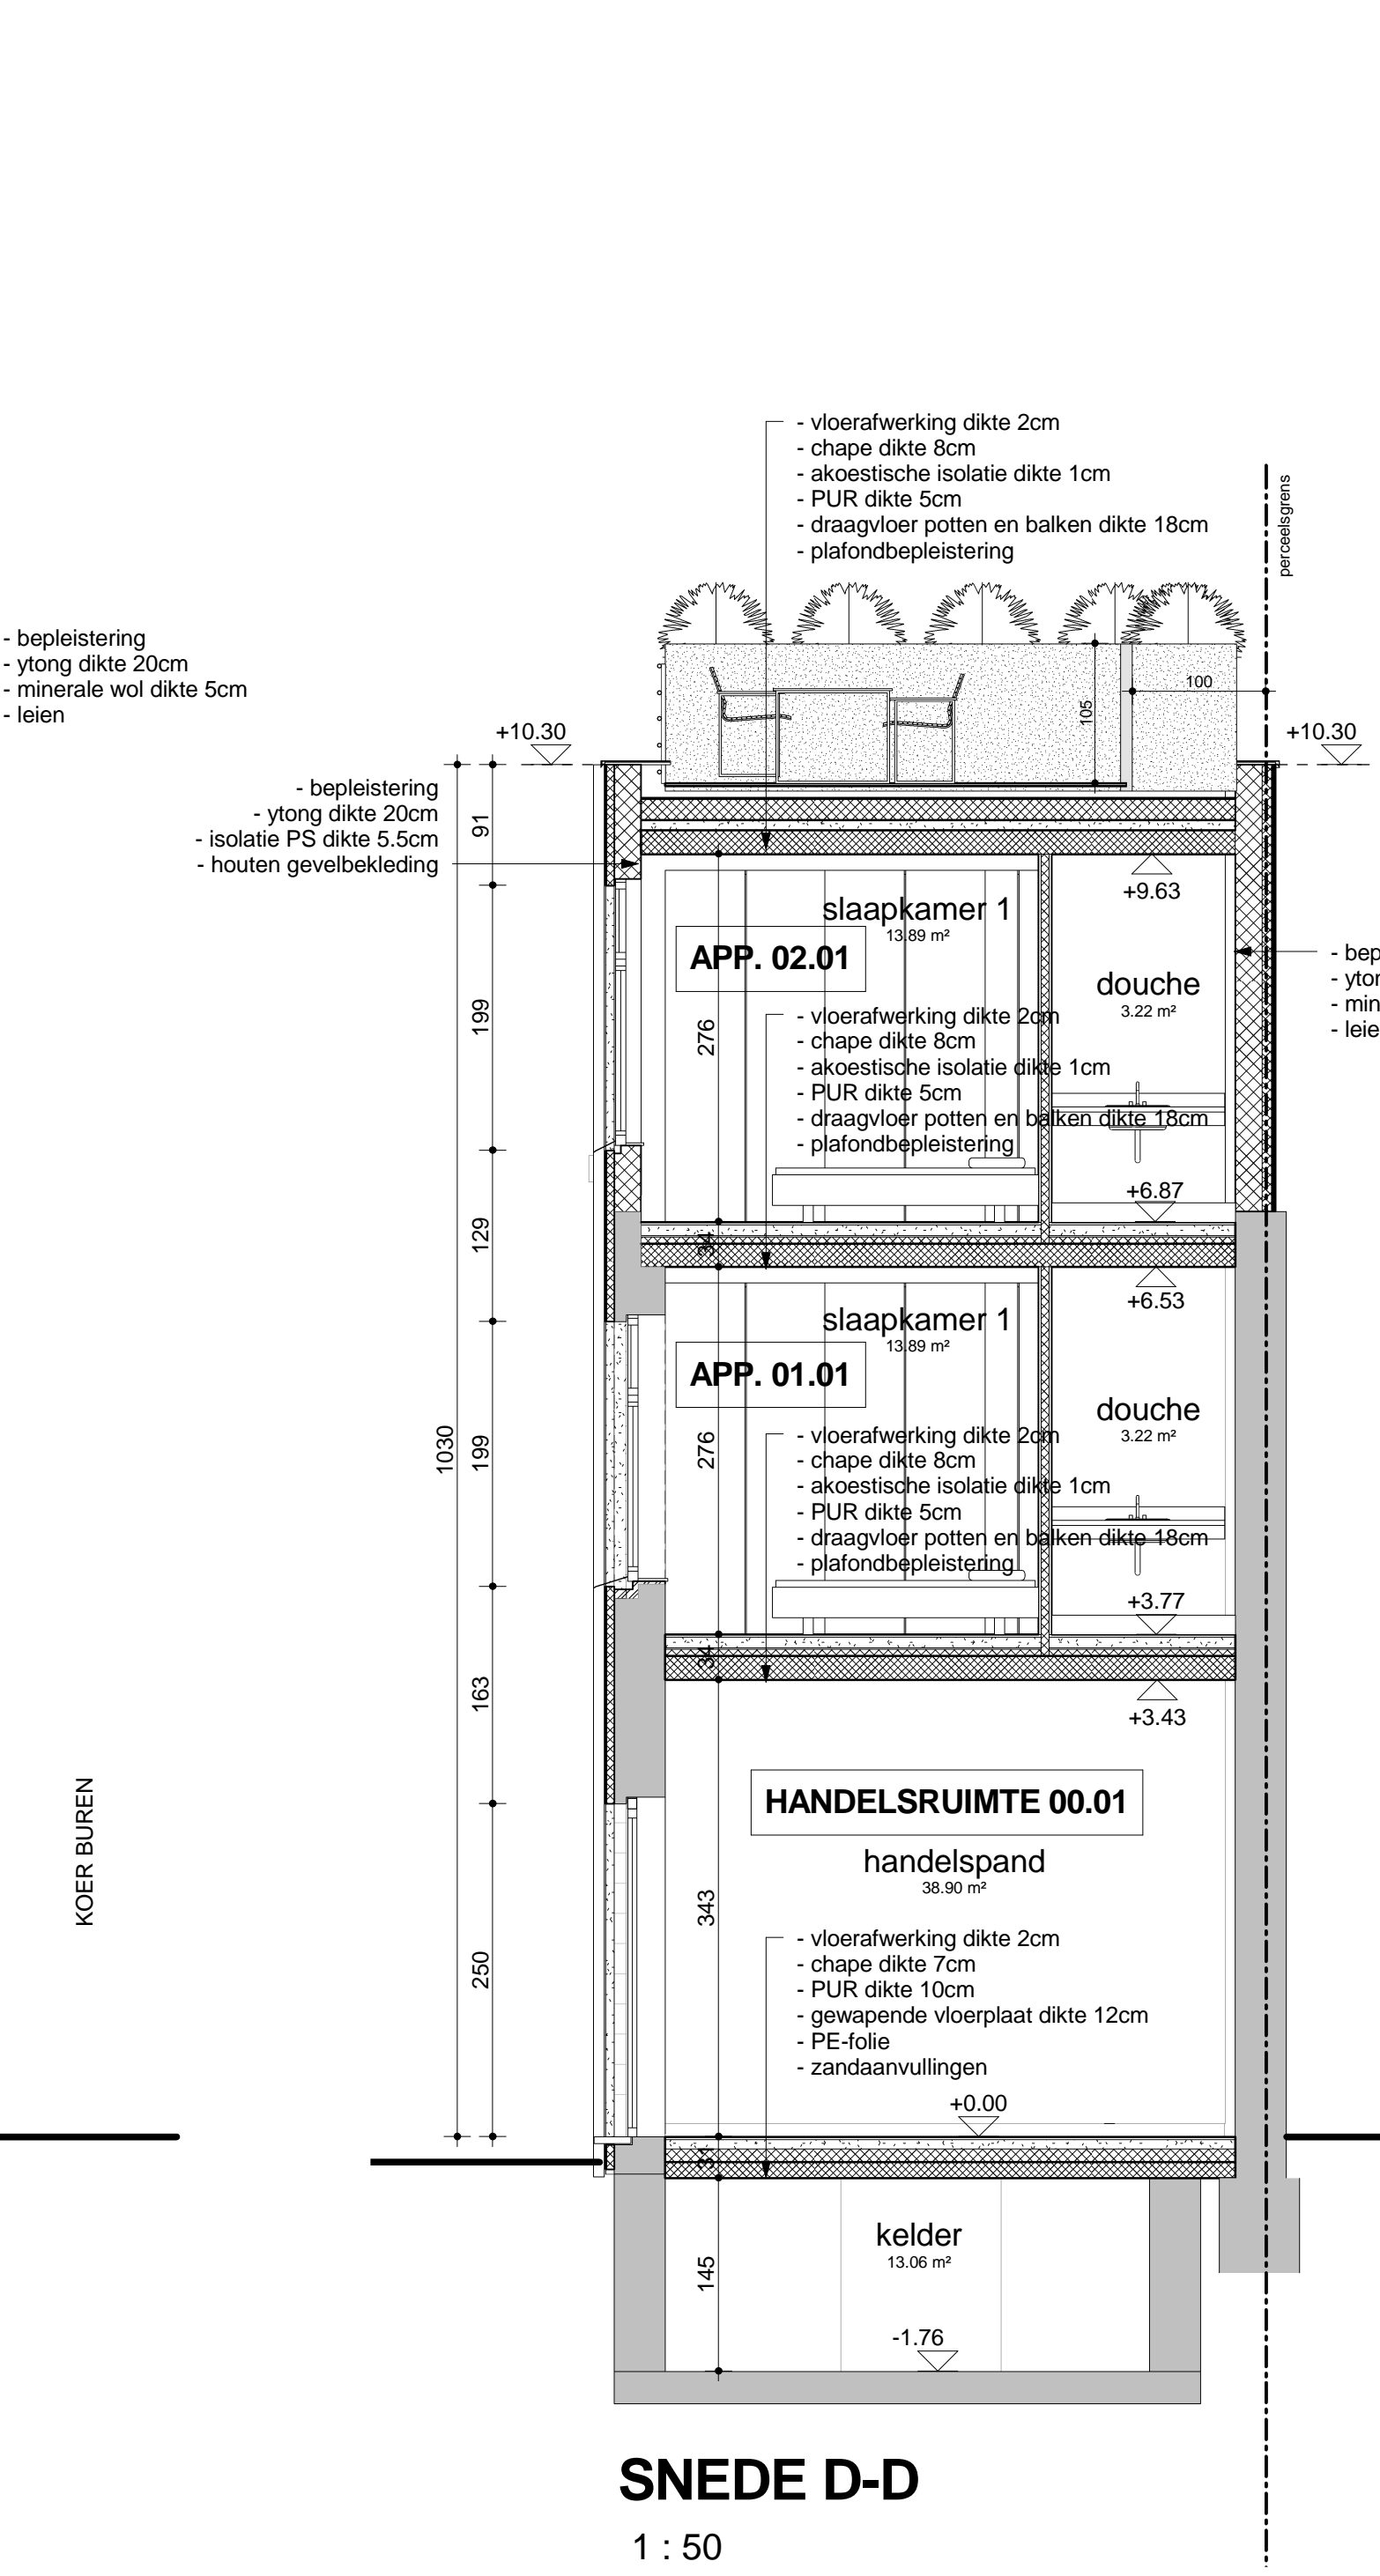 - vloerafwerking dikte 2cm
- chape dikte 8cm
- akoestische isolatie dikte 1cm
- PUR dikte 5cm
- draagvloer potten en balken dikte 18cm
- plafondbepleistering
perceelsgrens
- bepleistering
- ytong dikte 20cm
- minerale wol dikte 5cm
- leien
100
105
+10.30
+10.30
- bepleistering
- ytong dikte 20cm
- isolatie PS dikte 5.5cm
- houten gevelbekleding
91
+9.63
slaapkamer 1
13.89 m²
APP. 02.01
douche
3.22 m²
- bep
- ytor
- min
- leie
199
276
- vloerafwerking dikte 2cm
- chape dikte 8cm
- akoestische isolatie dikte 1cm
- PUR dikte 5cm
- draagvloer potten en balken dikte 18cm
- plafondbepleistering
+6.87
129
34
+6.53
slaapkamer 1
13.89 m²
APP. 01.01
douche
3.22 m²
1030
199
276
- vloerafwerking dikte 2cm
- chape dikte 8cm
- akoestische isolatie dikte 1cm
- PUR dikte 5cm
- draagvloer potten en balken dikte 18cm
- plafondbepleistering
+3.77
34
163
+3.43
HANDELSRUIMTE 00.01
handelspand
38.90 m²
KOER BUREN
343
250
- vloerafwerking dikte 2cm
- chape dikte 7cm
- PUR dikte 10cm
- gewapende vloerplaat dikte 12cm
- PE-folie
- zandaanvullingen
+0.00
31
kelder
13.06 m²
145
-1.76
SNEDE D-D
1 : 50